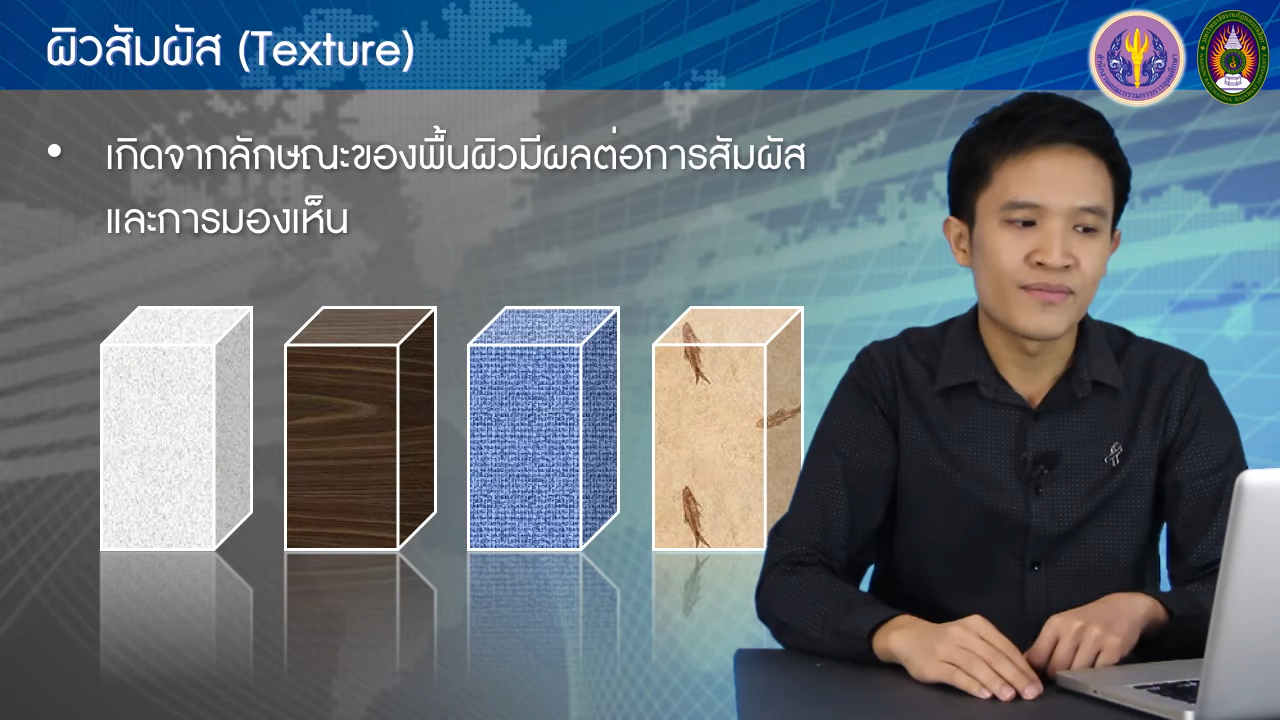 ผิวสัมผัส (Texture)
• เกิดจากลักษณะของพื้นผิวมีผลต่อการสัมผัส
และการมองเห็น